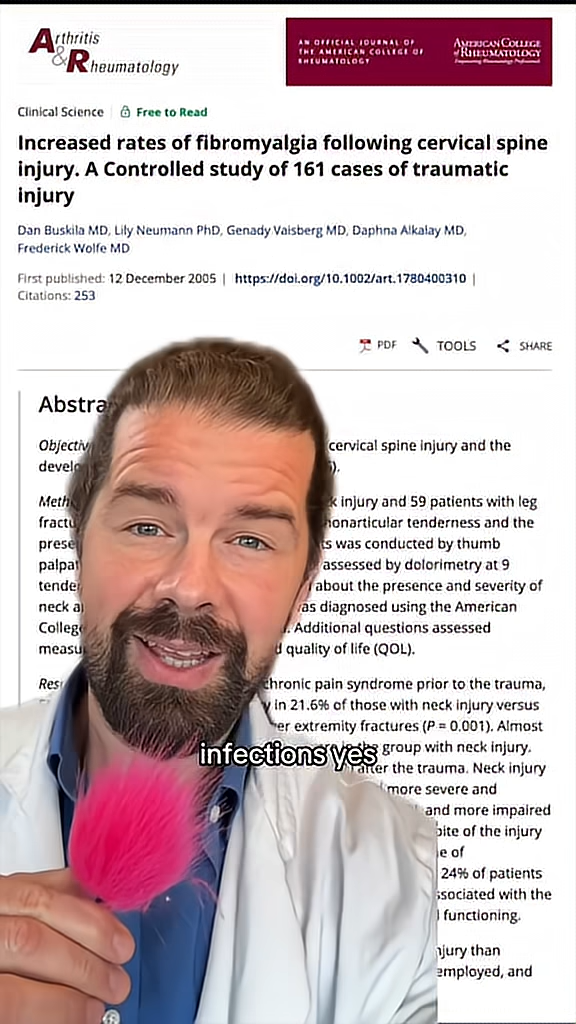 Arthritis
& Rheumatology
AN OFFICIAL JOURNAL OF
THE AMERICAN COLLEGE OF
RHEUMATOLOGY
AMERICAN COLLEGE
of RHEUMATOLOGY
Empowering Rheumatology Professionals
Clinical Science
Free to Read
Increased rates of fibromyalgia following cervical spine
injury. A Controlled study of 161 cases of traumatic
injury
Dan Buskila MD, Lily Neumann PhD, Genady Vaisberg MD, Daphna Alkalay MD,
Frederick Wolfe MD
First published: 12 December 2005 | https://doi.org/10.1002/art.1780400310 |
Citations: 253
PDF TOOLS SHARE
Abstra
Objectiv cervical spine injury and the
develo
Meth k injury and 59 patients with leg
fractu nonarticular tenderness and the
prese ts was conducted by thumb
palpa assessed by dolorimetry at 9
tende about the presence and severity of
neck a as diagnosed using the American
College . Additional questions assessed
measu d quality of life (QOL).
Res chronic pain syndrome prior to the trauma,
in 21.6% of those with neck injury versus
er extremity fractures (P = 0.001). Almost
infections yes
group with neck injury.
after the trauma. Neck injury
more severe and
and more impaired
pite of the injury
e of
24% of patients
ssociated with the
functioning.
njury than
employed, and